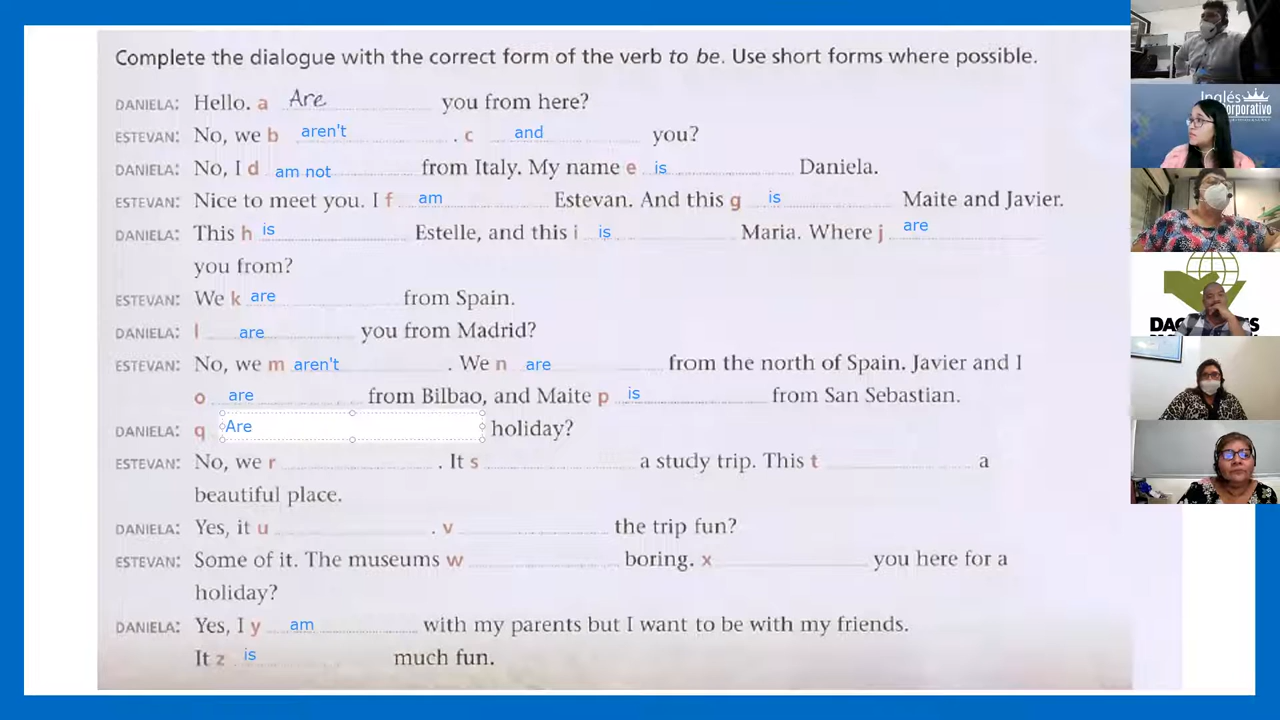 Complete the dialogue with the correct form of the verb to be. Use short forms where possible.
DANIELA: Hello. a Are you from here?
ESTEVAN: No, we b aren't . c and you?
DANIELA: No, I d am not from Italy. My name e is Daniela.
ESTEVAN: Nice to meet you. I f am Estevan. And this g is Maite and Javier.
DANIELA: This h is Estelle, and this i is Maria. Where j are
you from?
ESTEVAN: We k are from Spain.
DANIELA: l are you from Madrid?
ESTEVAN: No, we m aren't . We n are from the north of Spain. Javier and I
o are from Bilbao, and Maite p is from San Sebastian.
DANIELA: q Are holiday?
ESTEVAN: No, we r . It s a study trip. This t a
beautiful place.
DANIELA: Yes, it u . v the trip fun?
ESTEVAN: Some of it. The museums w boring. x you here for a
holiday?
DANIELA: Yes, I y am with my parents but I want to be with my friends.
It z is much fun.
Inglés